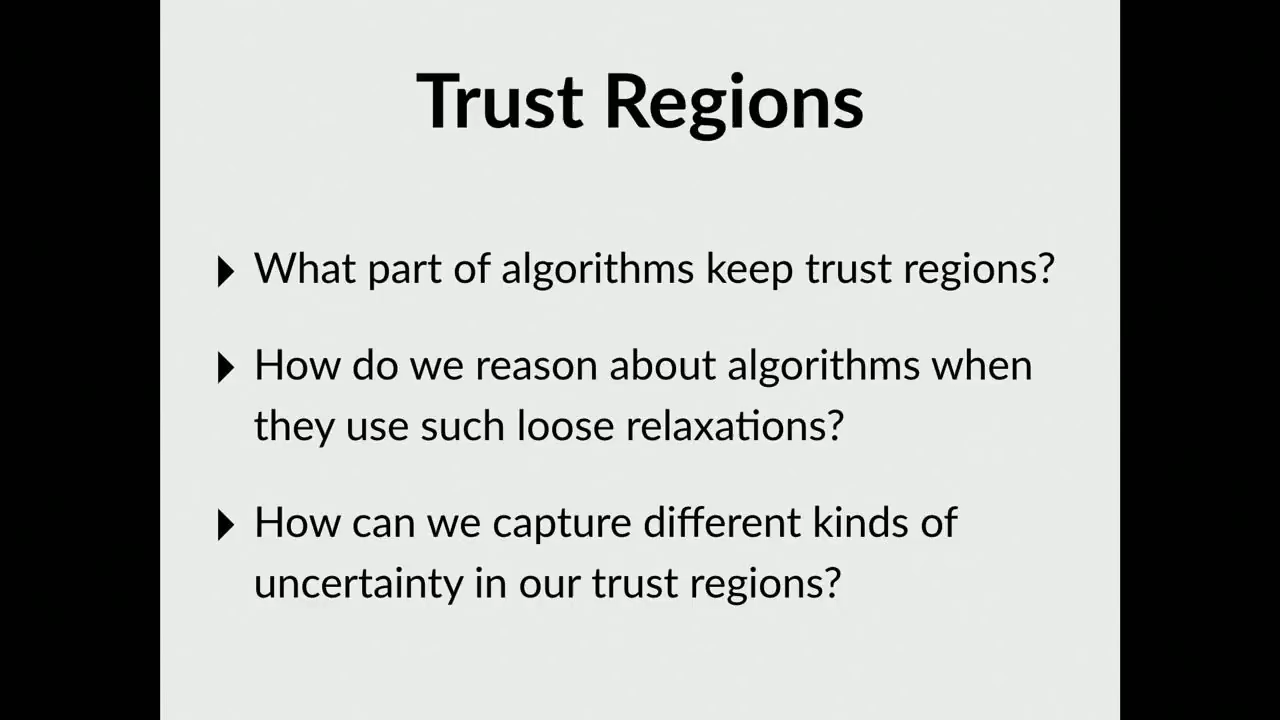 Trust Regions
What part of algorithms keep trust regions?
How do we reason about algorithms when
they use such loose relaxations?
How can we capture different kinds of
uncertainty in our trust regions?